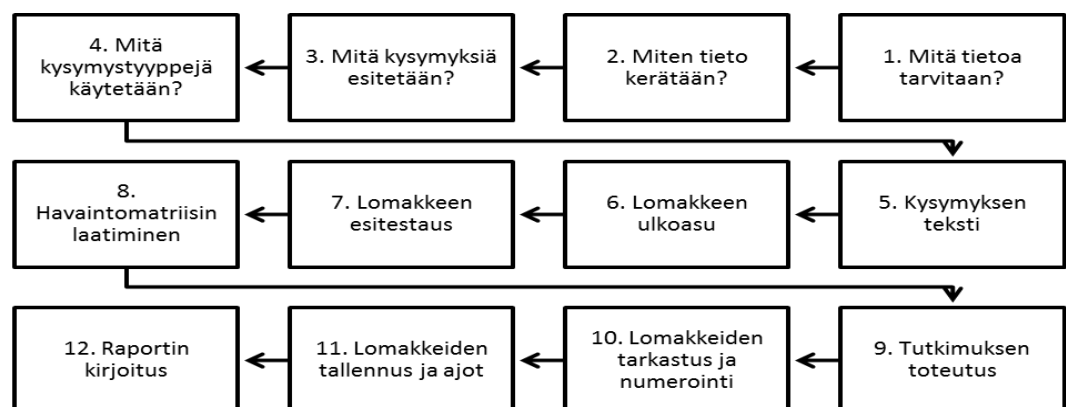 1. Mitä tietoa
tarvitaan?
2. Miten tieto
kerätään?
3. Mitä kysymyksiä
esitetään?
4. Mitä
kysymystyyppejä
käytetään?
5. Kysymyksen
teksti
6. Lomakkeen
ulkoasu
7. Lomakkeen
esitestaus
8.
Havaintomatriisin
laatiminen
9. Tutkimuksen
toteutus
10. Lomakkeiden
tarkastus ja
numerointi
11. Lomakkeiden
tallennus ja ajot
12. Raportin
kirjoitus